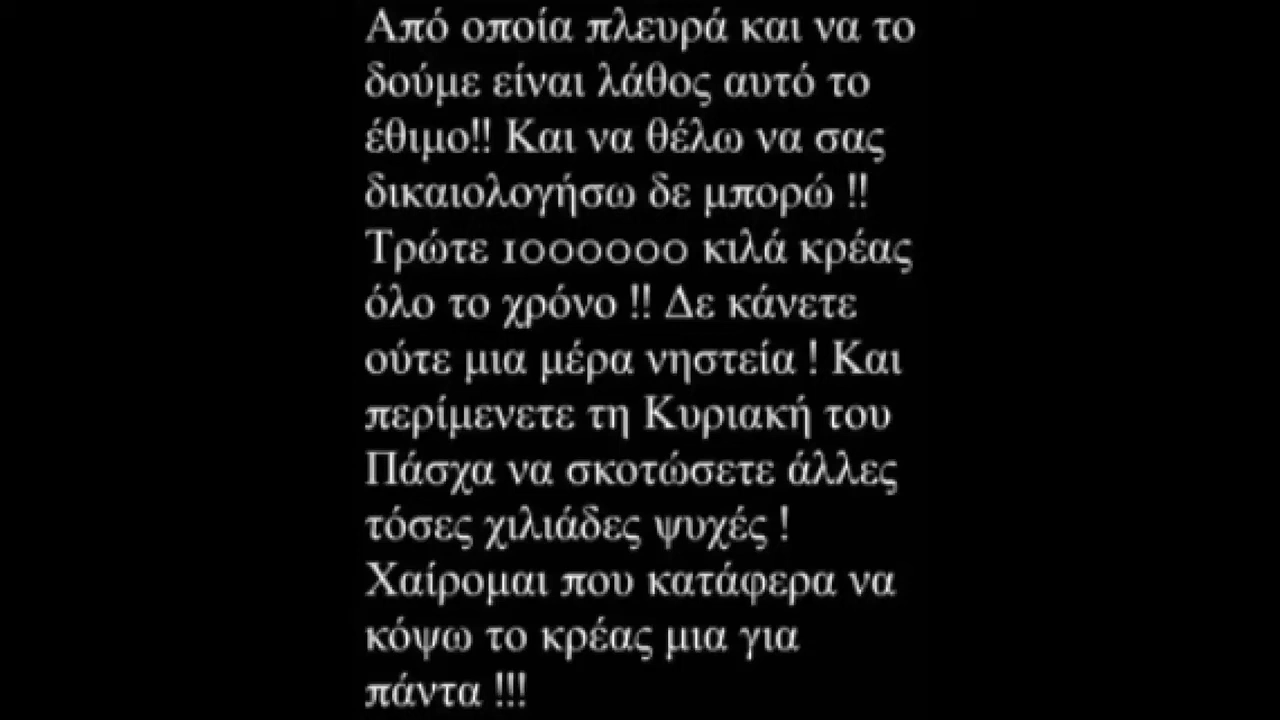 Από οποία πλευρά και να το
δούμε είναι λάθος αυτό το
έθιμο!! Και να θέλω να σας
δικαιολογήσω δε μπορώ !!
Τρώτε 1000000 κιλά κρέας
όλο το χρόνο !! Δε κάνετε
ούτε μια μέρα νηστεία ! Και
περίμενετε τη Κυριακή του
Πάσχα να σκοτώσετε άλλες
τόσες χιλιάδες ψυχές !
Χαίρομαι που κατάφερα να
κόψω το κρέας μια για
πάντα !!!